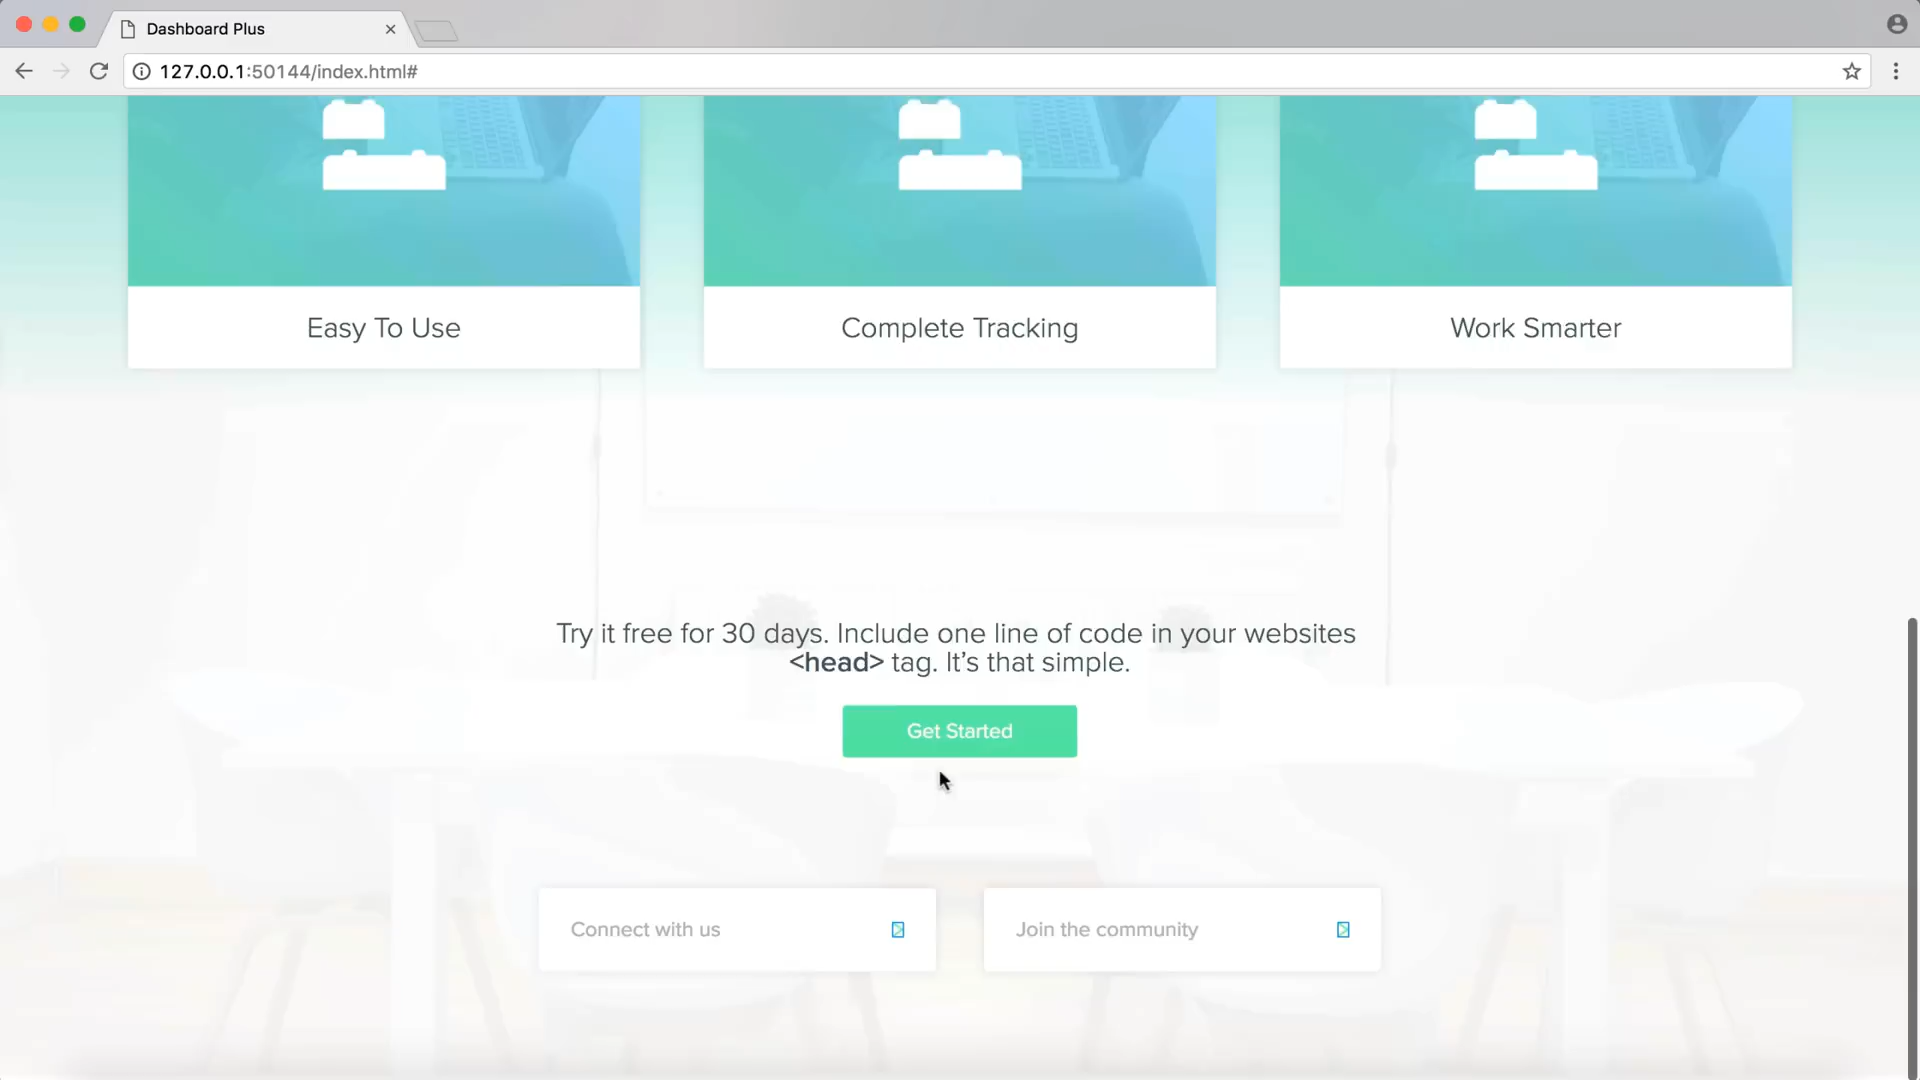 Dashboard Plus
127.0.0.1:50144/index.html#
Easy To Use
Complete Tracking
Work Smarter
Try it free for 30 days. Include one line of code in your websites
<head> tag. It’s that simple.
Get Started
Connect with us
Join the community